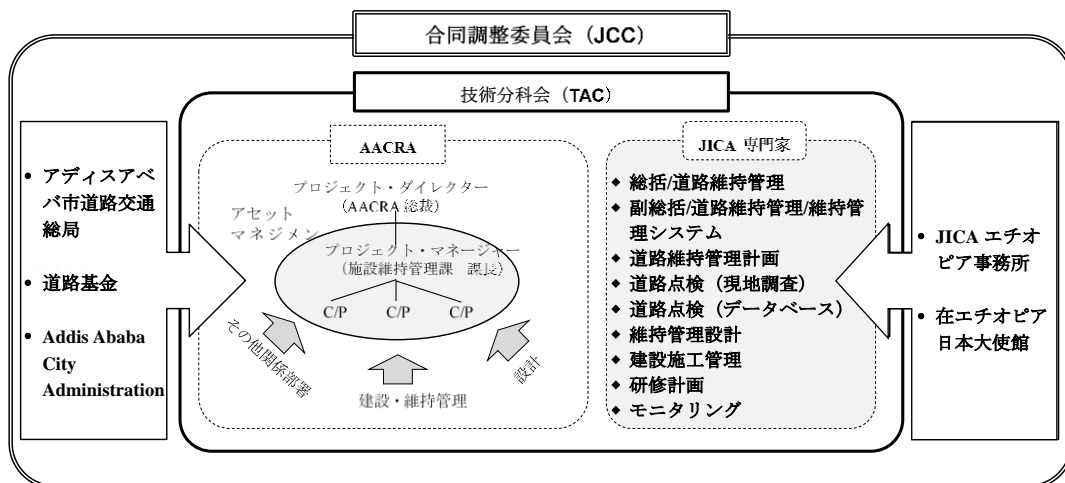 合同調整委員会（JCC）
技術分科会（TAC）
• アディスアベ
バ市道路交通
総局
• 道路基金
• Addis Ababa
City
Administration
AACRA
プロジェクト・ダイレクター
（AACRA 総裁）
アセット
マネジメン
プロジェクト・マネージャー
（施設維持管理課　課長）
C/P C/P C/P
その他関係部署
建設・維持管理
設計
JICA 専門家
◆ 総括/道路維持管理
◆ 副総括/道路維持管理/維持管
理システム
◆ 道路維持管理計画
◆ 道路点検（現地調査）
◆ 道路点検（データベース）
◆ 維持管理設計
◆ 建設施工管理
◆ 研修計画
◆ モニタリング
• JICA エチオ
ピア事務所
• 在エチオピア
日本大使館